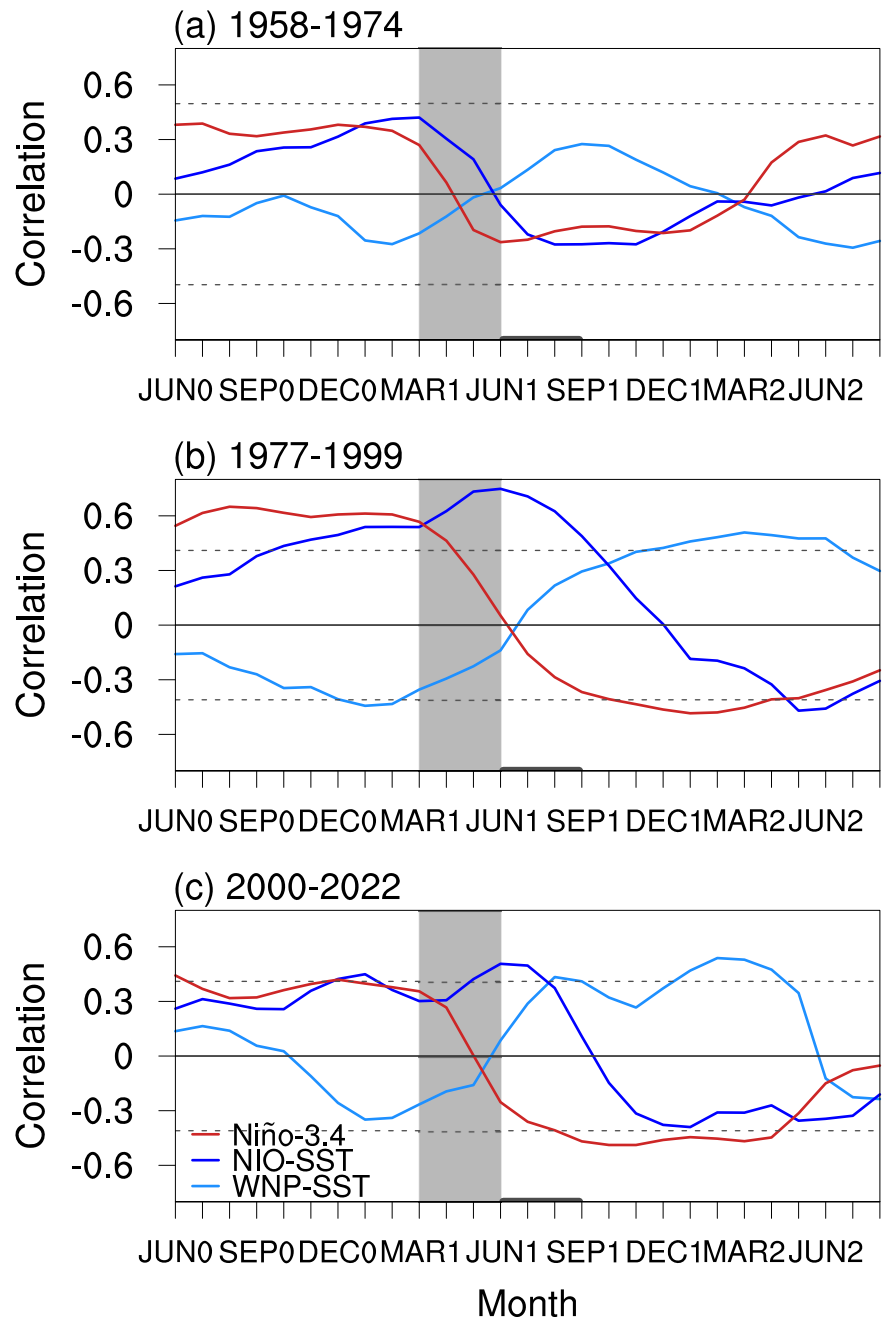 (a) 1958-1974
Correlation
0.6
0.3
0
-0.3
-0.6
JUN0 SEP0 DEC0 MAR1 JUN1 SEP1 DEC1 MAR2 JUN2
(b) 1977-1999
Correlation
0.6
0.3
0
-0.3
-0.6
JUN0 SEP0 DEC0 MAR1 JUN1 SEP1 DEC1 MAR2 JUN2
(c) 2000-2022
Correlation
0.6
0.3
0
-0.3
-0.6
Niño-3.4
NIO-SST
WNP-SST
JUN0 SEP0 DEC0 MAR1 JUN1 SEP1 DEC1 MAR2 JUN2
Month